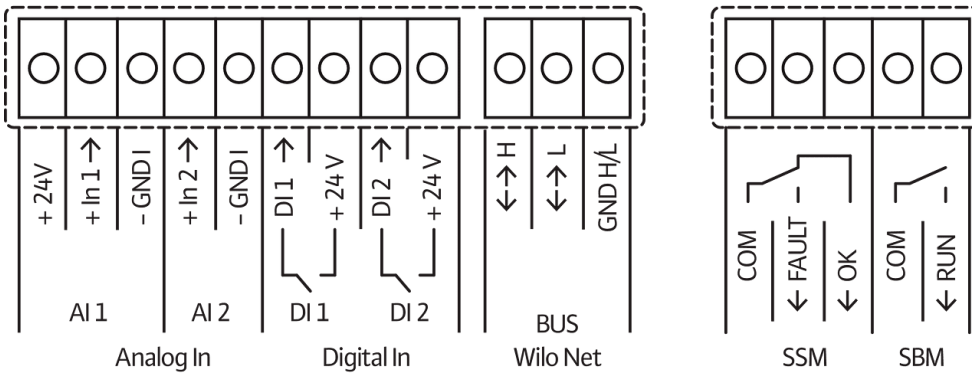 + 24V
+ In 1 →
- GND I
+ In 2 →
- GND I
DI 1 →
+ 24 V
DI 2 →
+ 24 V
↔ H
↔ L
GND H/L
COM
← FAULT
← OK
COM
← RUN
AI 1
AI 2
DI 1
DI 2
BUS
Analog In
Digital In
Wilo Net
SSM
SBM